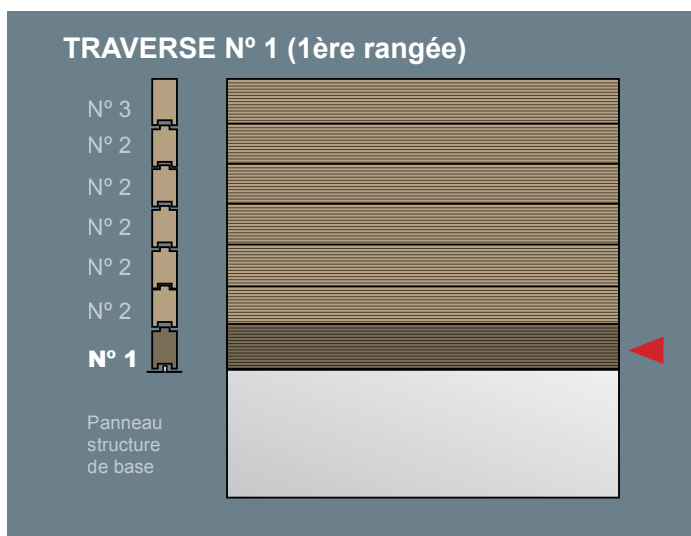 TRAVERSE Nº 1 (1ère rangée)
Nº 3
Nº 2
Nº 2
Nº 2
Nº 2
Nº 2
Nº 1
Panneau
structure
de base